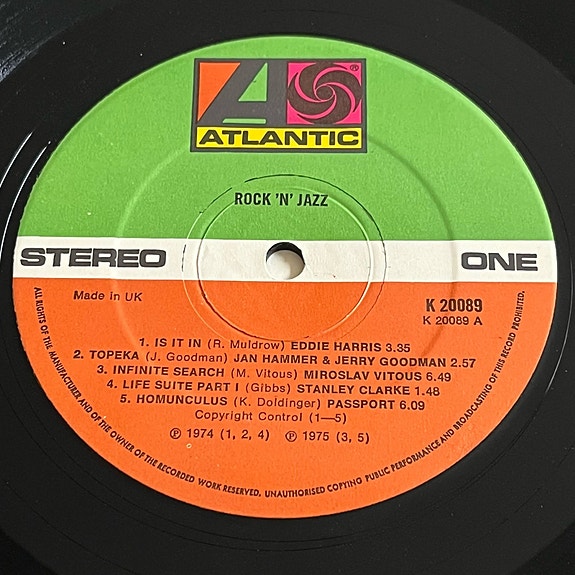 ATLANTIC
®
ROCK 'N' JAZZ
STEREO
ONE
Made in UK
K 20089
K 20089 A
1. IS IT IN (R. Muldrow) EDDIE HARRIS 3.35
2. TOPEKA (J. Goodman) JAN HAMMER & JERRY GOODMAN 2.57
3. INFINITE SEARCH (M. Vitous) MIROSLAV VITOUS 6.49
4. LIFE SUITE PART I (Gibbs) STANLEY CLARKE 1.48
5. HOMUNCULUS (K. Doldinger) PASSPORT 6.09
Copyright Control (1—5)
℗ 1974 (1, 2, 4) ℗ 1975 (3, 5)
ALL RIGHTS OF THE MANUFACTURER AND OF THE OWNER OF THE RECORDED WORK RESERVED. UNAUTHORISED COPYING PUBLIC PERFORMANCE AND BROADCASTING OF THIS RECORD PROHIBITED.